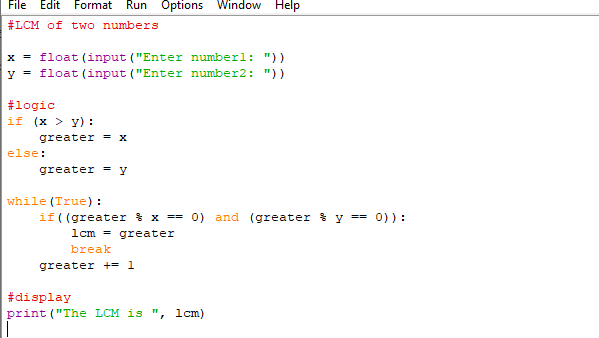 File Edit Format Run Options Window Help
#LCM of two numbers
x = float(input("Enter number1: "))
y = float(input("Enter number2: "))
#logic
if (x > y):
    greater = x
else:
    greater = y
while(True):
    if((greater % x == 0) and (greater % y == 0)):
        lcm = greater
        break
    greater += 1
#display
print("The LCM is ", lcm)